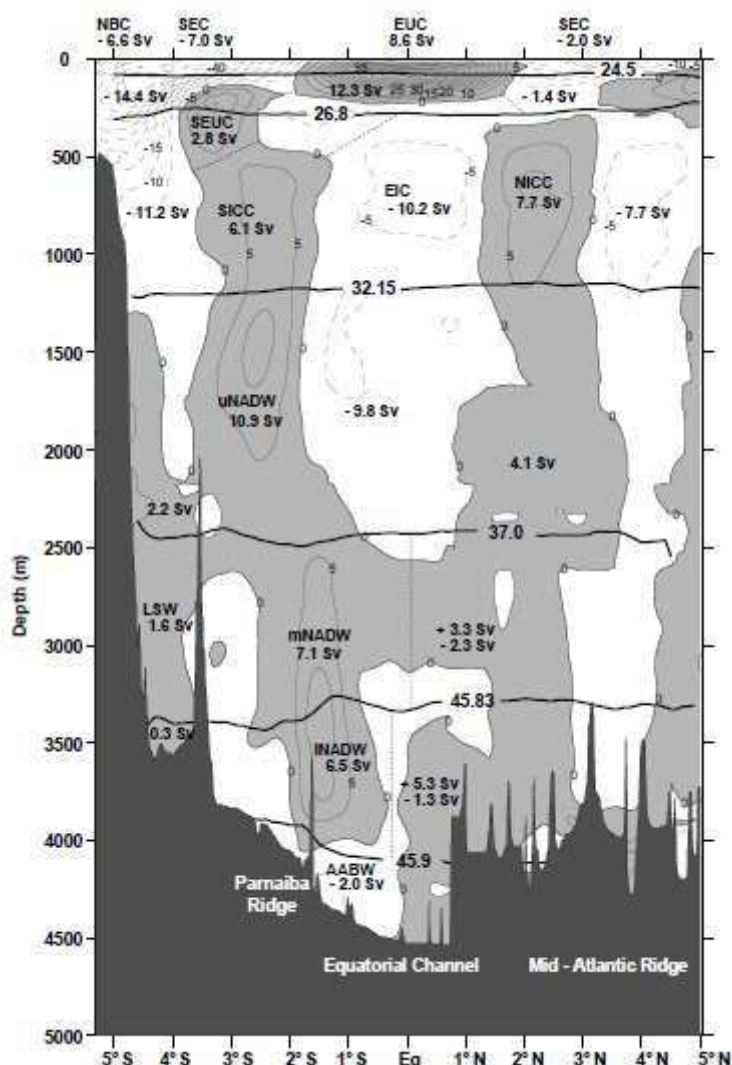 NBC SEC EUC SEC
- 6.6 Sv - 7.0 Sv 8.6 Sv -2.0 Sv
0 24.5
- 14.4 Sv 12.3 Sv 25 30 15 20 10 - 1.4 Sv
26.8
SEUC
2.8 Sv
500
-15
-10
EIC NICC
- 11.2 Sv SICC - 10.2 Sv 7.7 Sv - 7.7 Sv
6.1 Sv
1000
32.15
1500
uNADW - 9.8 Sv
10.9 Sv
2000
4.1 Sv
2.2 Sv
37.0
2500
Depth (m)
LSW
1.6 Sv
mNADW + 3.3 Sv
7.1 Sv - 2.3 Sv
3000
45.83
0.3 Sv
3500
lNADW
6.5 Sv + 5.3 Sv
- 1.3 Sv
4000
45.9
AABW
- 2.0 Sv
Parnaiba
Ridge
4500
Equatorial Channel Mid - Atlantic Ridge
5000
5° S 4° S 3° S 2° S 1° S Eq 1° N 2° N 3° N 4° N 5° N